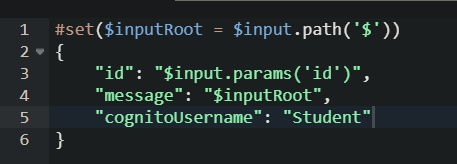 1 #set($inputRoot = $input.path('$'))
2 {
3 "id": "$input.params('id')",
4 "message": "$inputRoot",
5 "cognitoUsername": "Student"
6 }